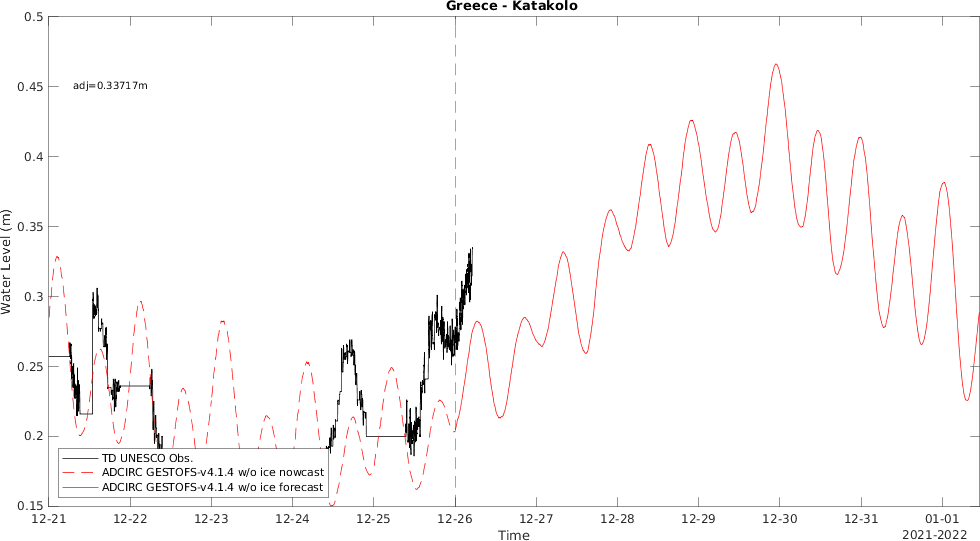 Greece - Katakolo
0.5
0.45
0.4
0.35
0.3
0.25
0.2
0.15
Water Level (m)
adj=0.33717m
TD UNESCO Obs.
ADCIRC GESTOFS-v4.1.4 w/o ice nowcast
ADCIRC GESTOFS-v4.1.4 w/o ice forecast
12-21 12-22 12-23 12-24 12-25 12-26 12-27 12-28 12-29 12-30 12-31 01-01
Time
2021-2022